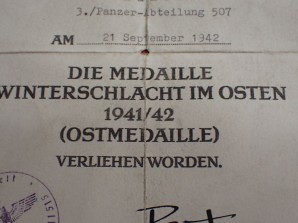 3./Panzer-Abteilung 507
AM 21 September 1942
DIE MEDAILLE
WINTERSCHLACHT IM OSTEN
1941/42
(OSTMEDAILLE)
VERLIEHEN WORDEN.